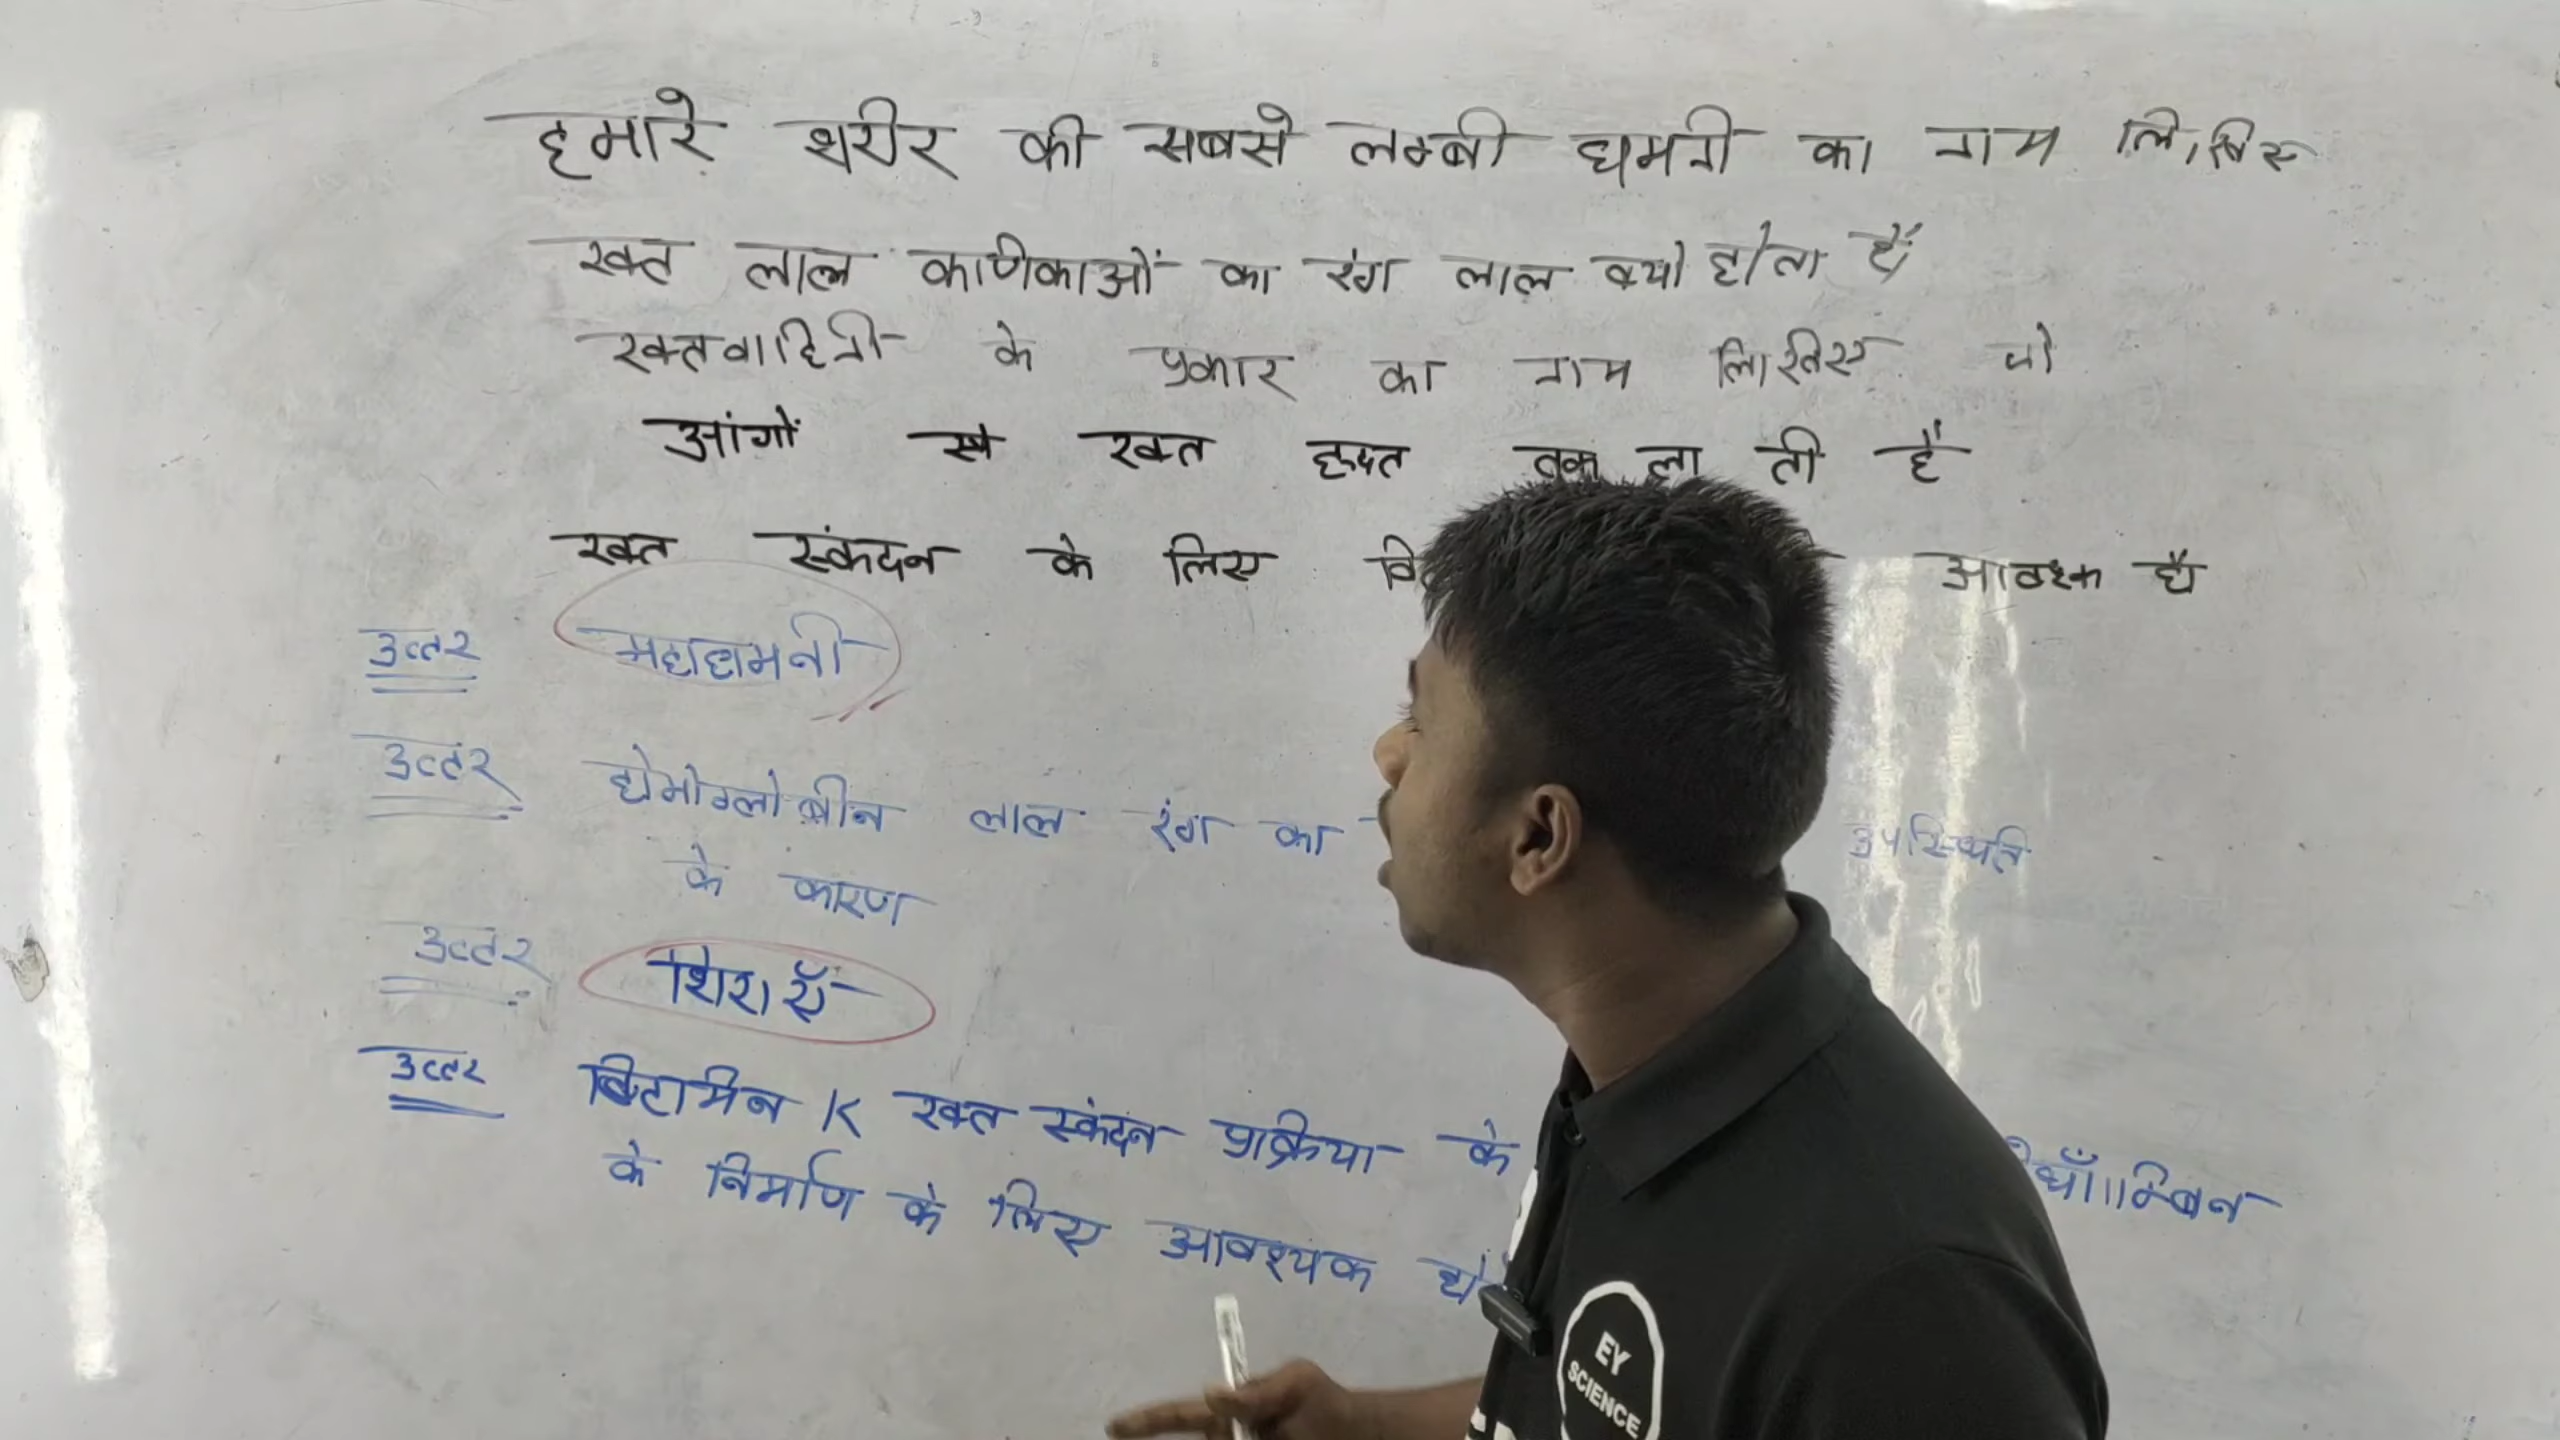 हमारे शरीर की सबसे लम्बी धमनी का नाम लिखिए
रक्त लाल कणिकाओं का रंग लाल क्यो होता है
रक्तवाहिनी के प्रकार का नाम लिखिए जो
आंगों से रक्त हृदय तक ला ती है
रक्त स्कंदन के लिए आवश्क है
उत्तर महाधमनी
उत्तर हीमोग्लोबीन लाल रंग का उपस्थिति
के कारण
उत्तर शिराएँ
उत्तर विटामिन K रक्त स्कंदन प्रक्रिया के
के निर्माण के लिए आवश्यक
EY
SCIENCE